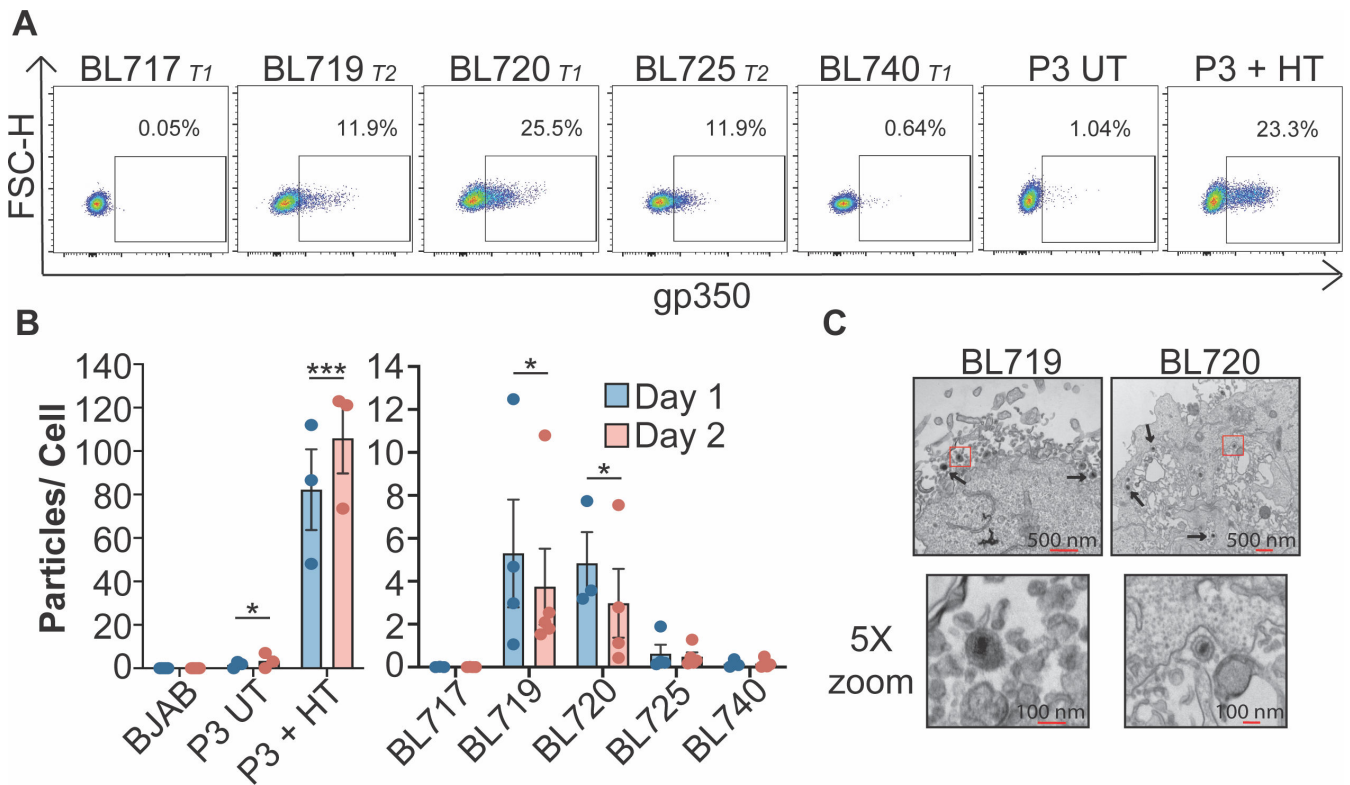 A
BL717 T1
BL719 T2
BL720 T1
BL725 T2
BL740 T1
P3 UT
P3 + HT
0.05%
11.9%
25.5%
11.9%
0.64%
1.04%
23.3%
FSC-H
gp350
B
Particles/ Cell
140
120
100
80
60
40
20
0
***
*
BJAB
P3 UT
P3 + HT
14
12
10
8
6
4
2
0
*
*
Day 1
Day 2
BL717
BL719
BL720
BL725
BL740
C
BL719
BL720
500 nm
500 nm
5X
zoom
100 nm
100 nm